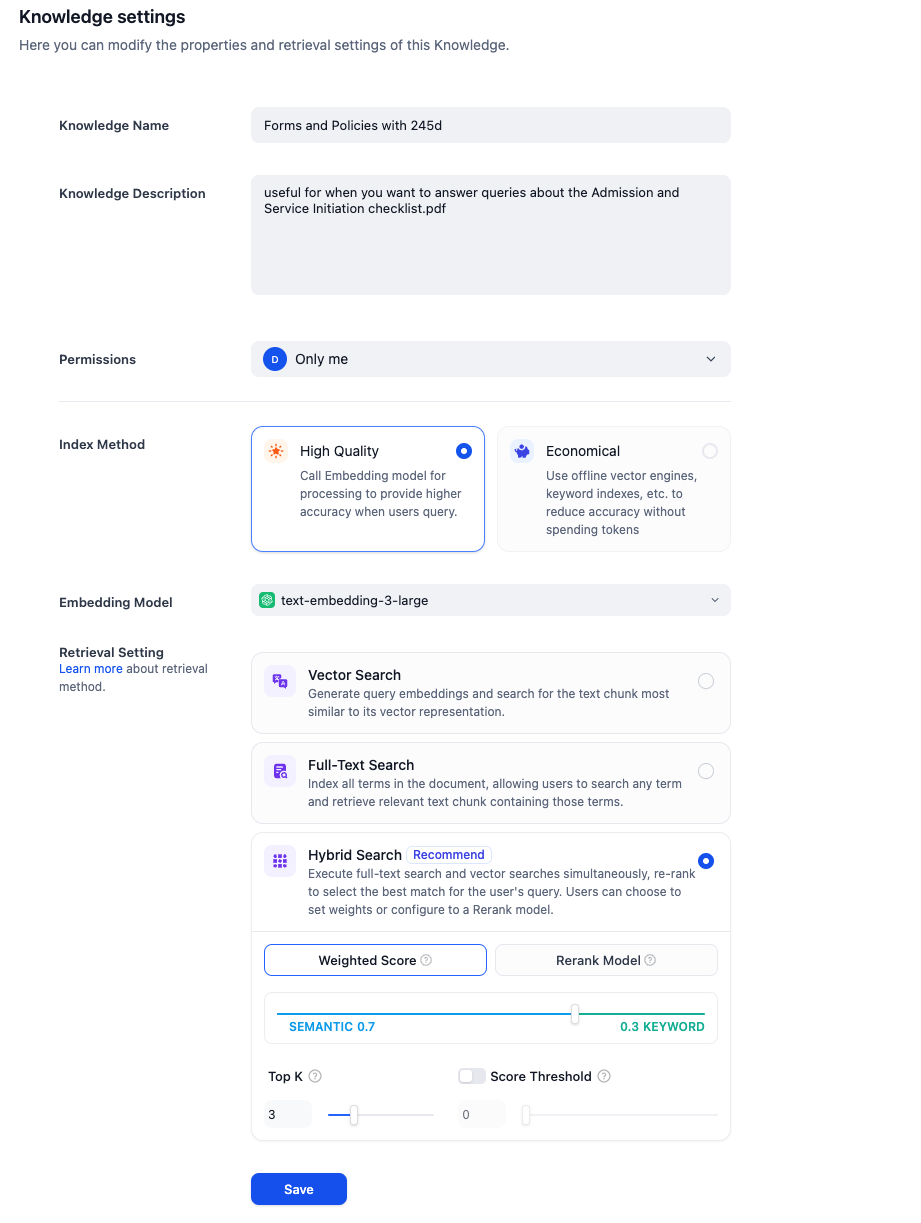 Knowledge settings
Here you can modify the properties and retrieval settings of this Knowledge.
Knowledge Name
Forms and Policies with 245d
Knowledge Description
useful for when you want to answer queries about the Admission and
Service Initiation checklist.pdf
Permissions
D
Only me
Index Method
High Quality
Call Embedding model for
processing to provide higher
accuracy when users query.
Economical
Use offline vector engines,
keyword indexes, etc. to
reduce accuracy without
spending tokens
Embedding Model
text-embedding-3-large
Retrieval Setting
Learn more about retrieval
method.
Vector Search
Generate query embeddings and search for the text chunk most
similar to its vector representation.
Full-Text Search
Index all terms in the document, allowing users to search any term
and retrieve relevant text chunk containing those terms.
Hybrid Search Recommend
Execute full-text search and vector searches simultaneously, re-rank
to select the best match for the user's query. Users can choose to
set weights or configure to a Rerank model.
Weighted Score
Rerank Model
SEMANTIC 0.7
0.3 KEYWORD
Top K
Score Threshold
3
0
Save